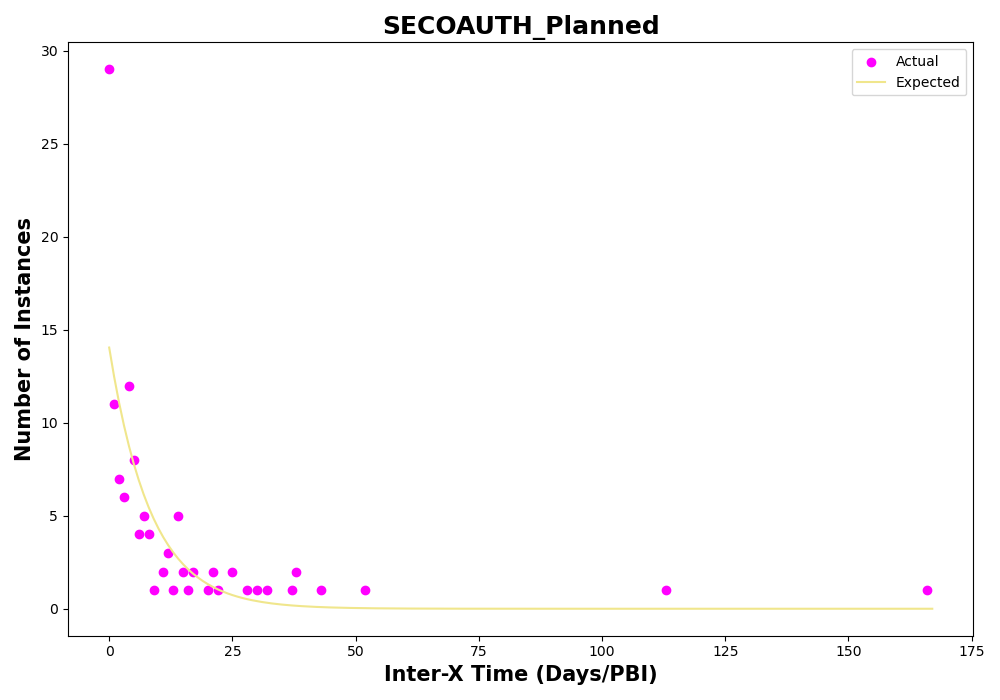 SECOAUTH_Planned
Actual
Expected
30
25
20
15
10
5
0
Number of Instances
0 25 50 75 100 125 150 175
Inter-X Time (Days/PBI)